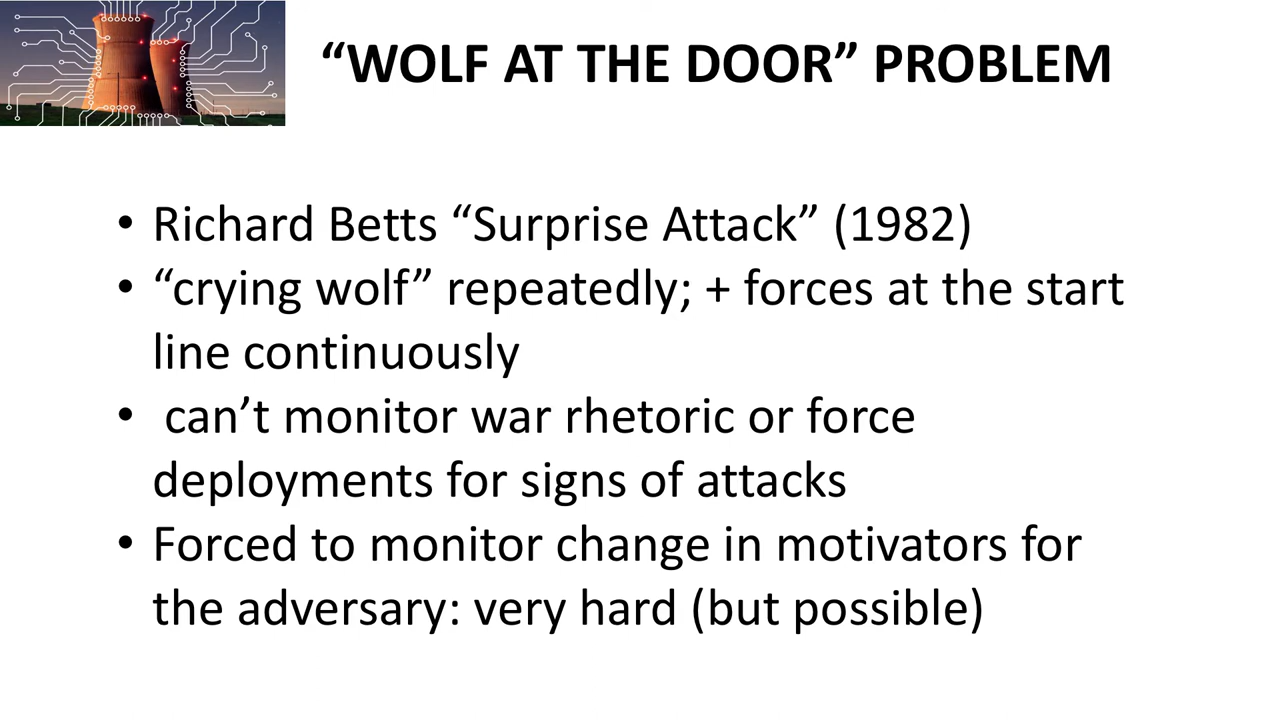 “WOLF AT THE DOOR” PROBLEM
• Richard Betts “Surprise Attack” (1982)
• “crying wolf” repeatedly; + forces at the start
line continuously
• can’t monitor war rhetoric or force
deployments for signs of attacks
• Forced to monitor change in motivators for
the adversary: very hard (but possible)